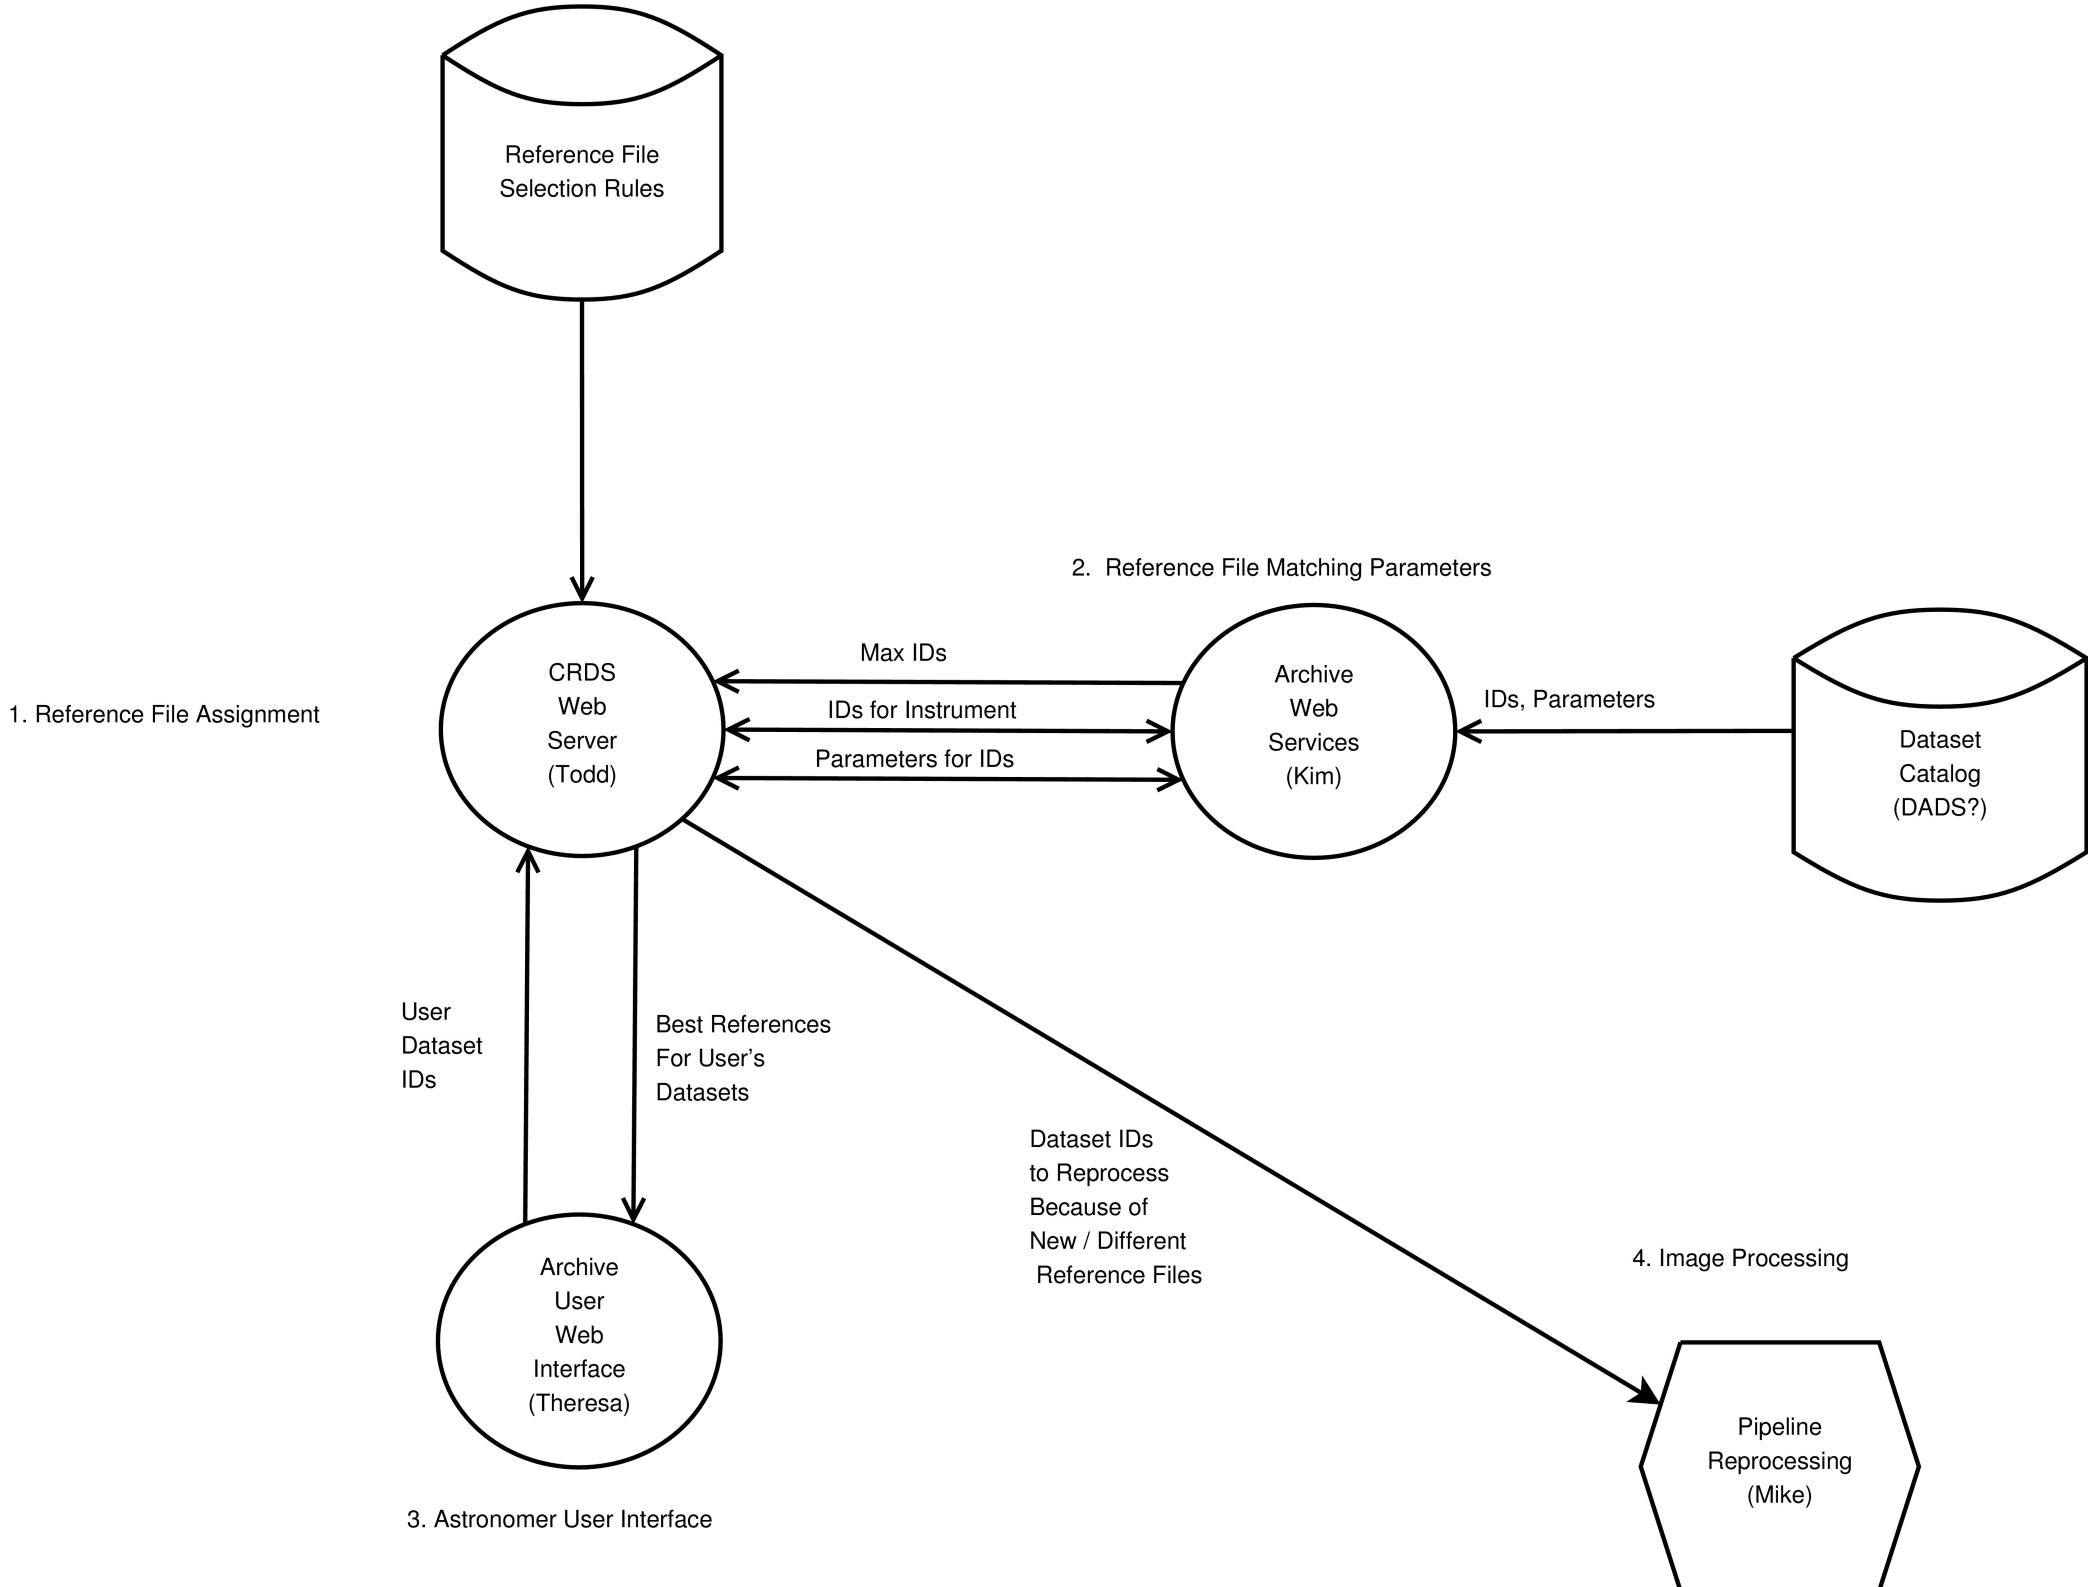 Reference File
Selection Rules
2.  Reference File Matching Parameters
1. Reference File Assignment
CRDS
Web
Server
(Todd)
Max IDs
IDs for Instrument
Parameters for IDs
Archive
Web
Services
(Kim)
IDs, Parameters
Dataset
Catalog
(DADS?)
User
Dataset
IDs
Best References
For User’s
Datasets
Dataset IDs
to Reprocess
Because of
New / Different
Reference Files
Archive
User
Web
Interface
(Theresa)
3. Astronomer User Interface
4. Image Processing
Pipeline
Reprocessing
(Mike)